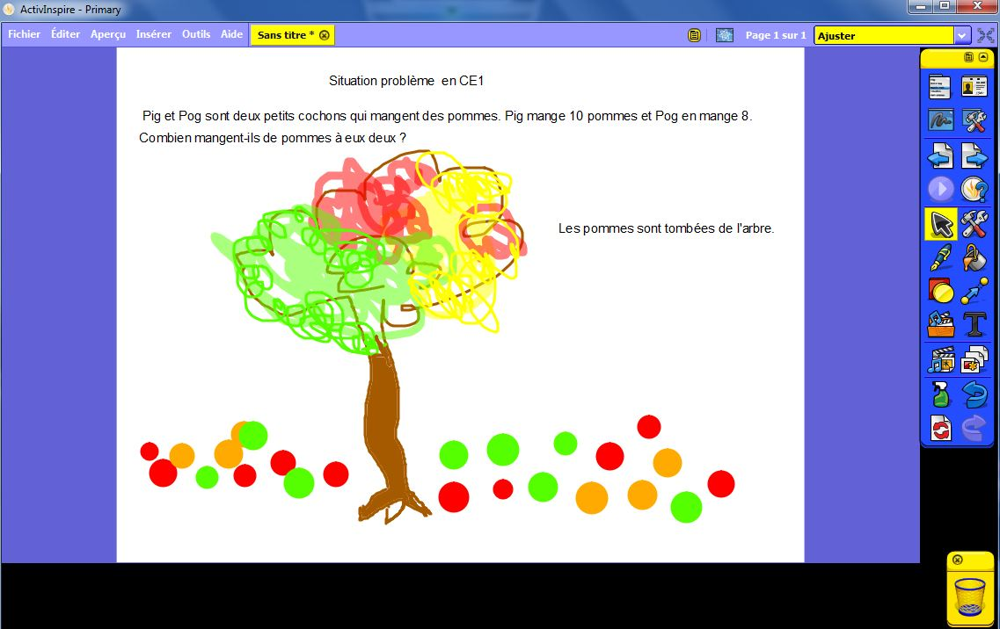 ActivInspire - Primary
Fichier Éditer Aperçu Insérer Outils Aide Sans titre * Page 1 sur 1 Ajuster
Situation problème en CE1
Pig et Pog sont deux petits cochons qui mangent des pommes. Pig mange 10 pommes et Pog en mange 8.
Combien mangent-ils de pommes à eux deux ?
Les pommes sont tombées de l'arbre.